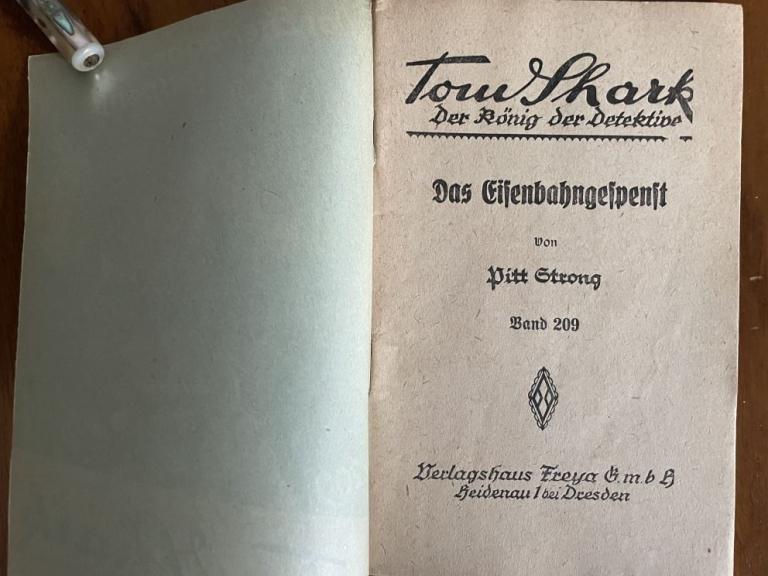 Tom Shark
Der König der Detektive
Das Eisenbahngespenst
von
Pitt Strong
Band 209
Verlagshaus Freya G.m.b H
Heidenau 1 bei Dresden